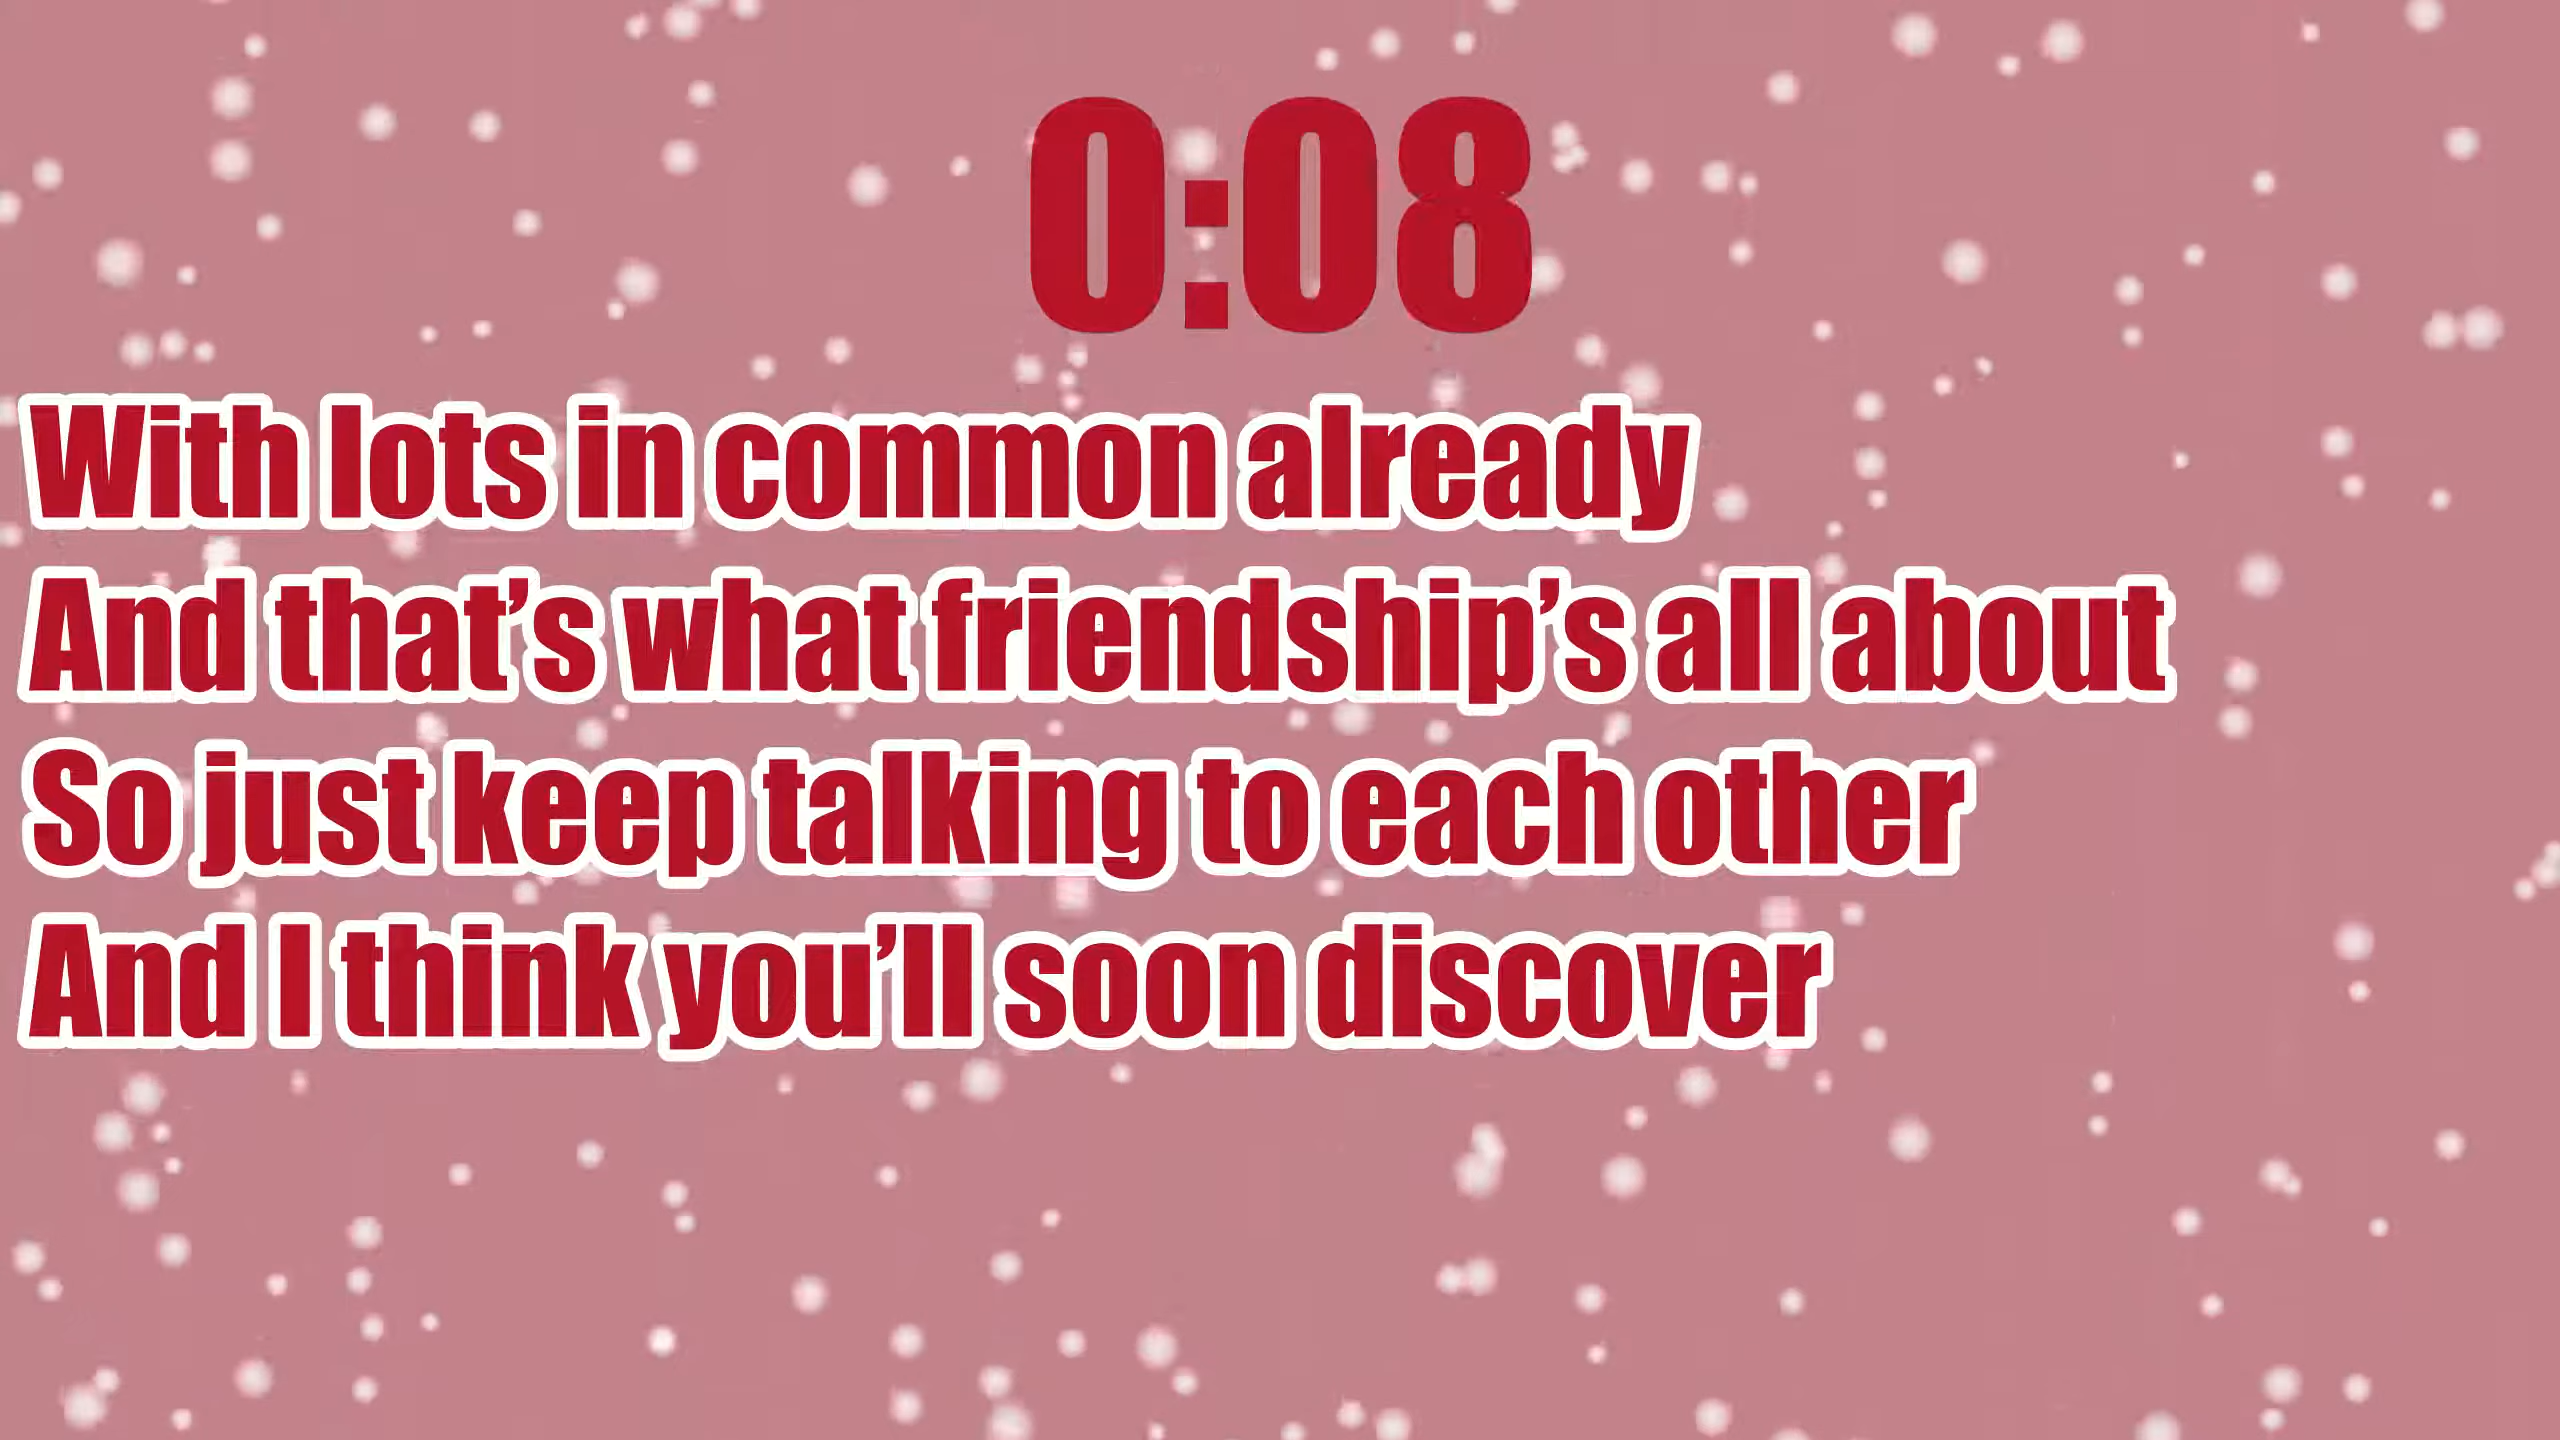 0:08
With lots in common already
And that’s what friendship’s all about
So just keep talking to each other
And I think you’ll soon discover